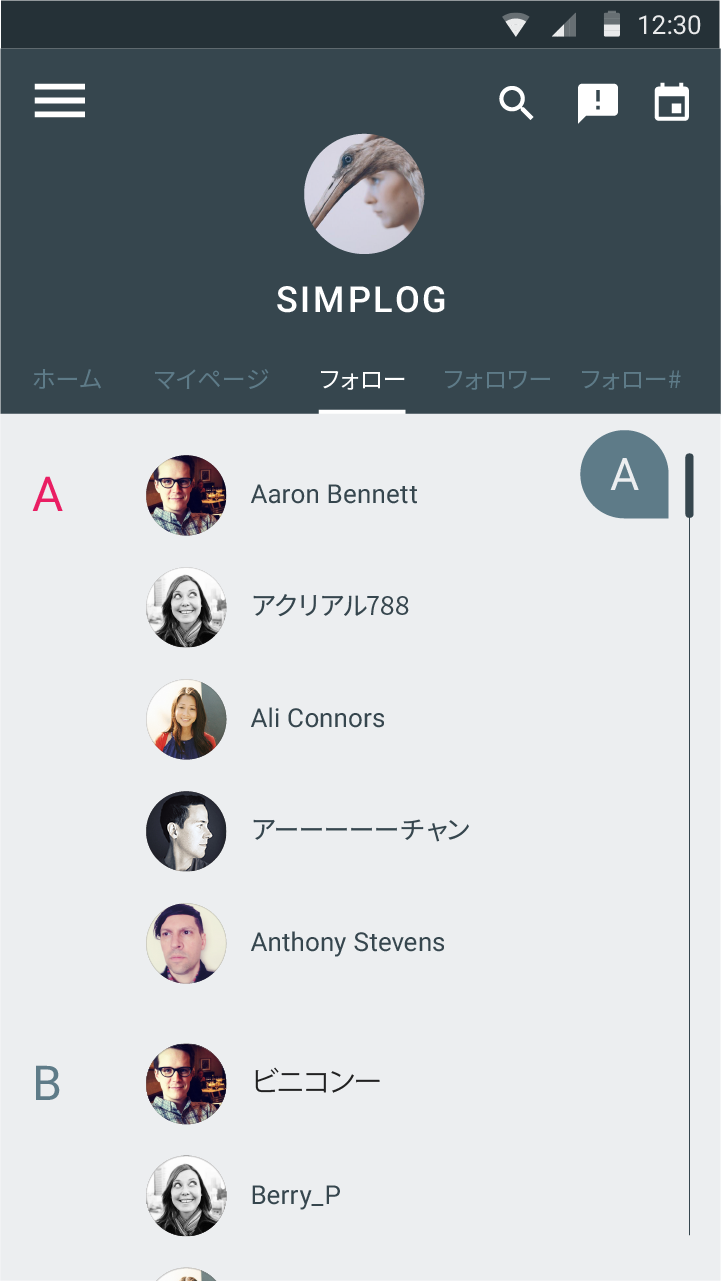 12:30
SIMPLOG
ホーム マイページ フォロー フォロワー フォロー#
A Aaron Bennett A
アクリアル788
Ali Connors
アーーーーーチャン
Anthony Stevens
B ビニコンー
Berry_P